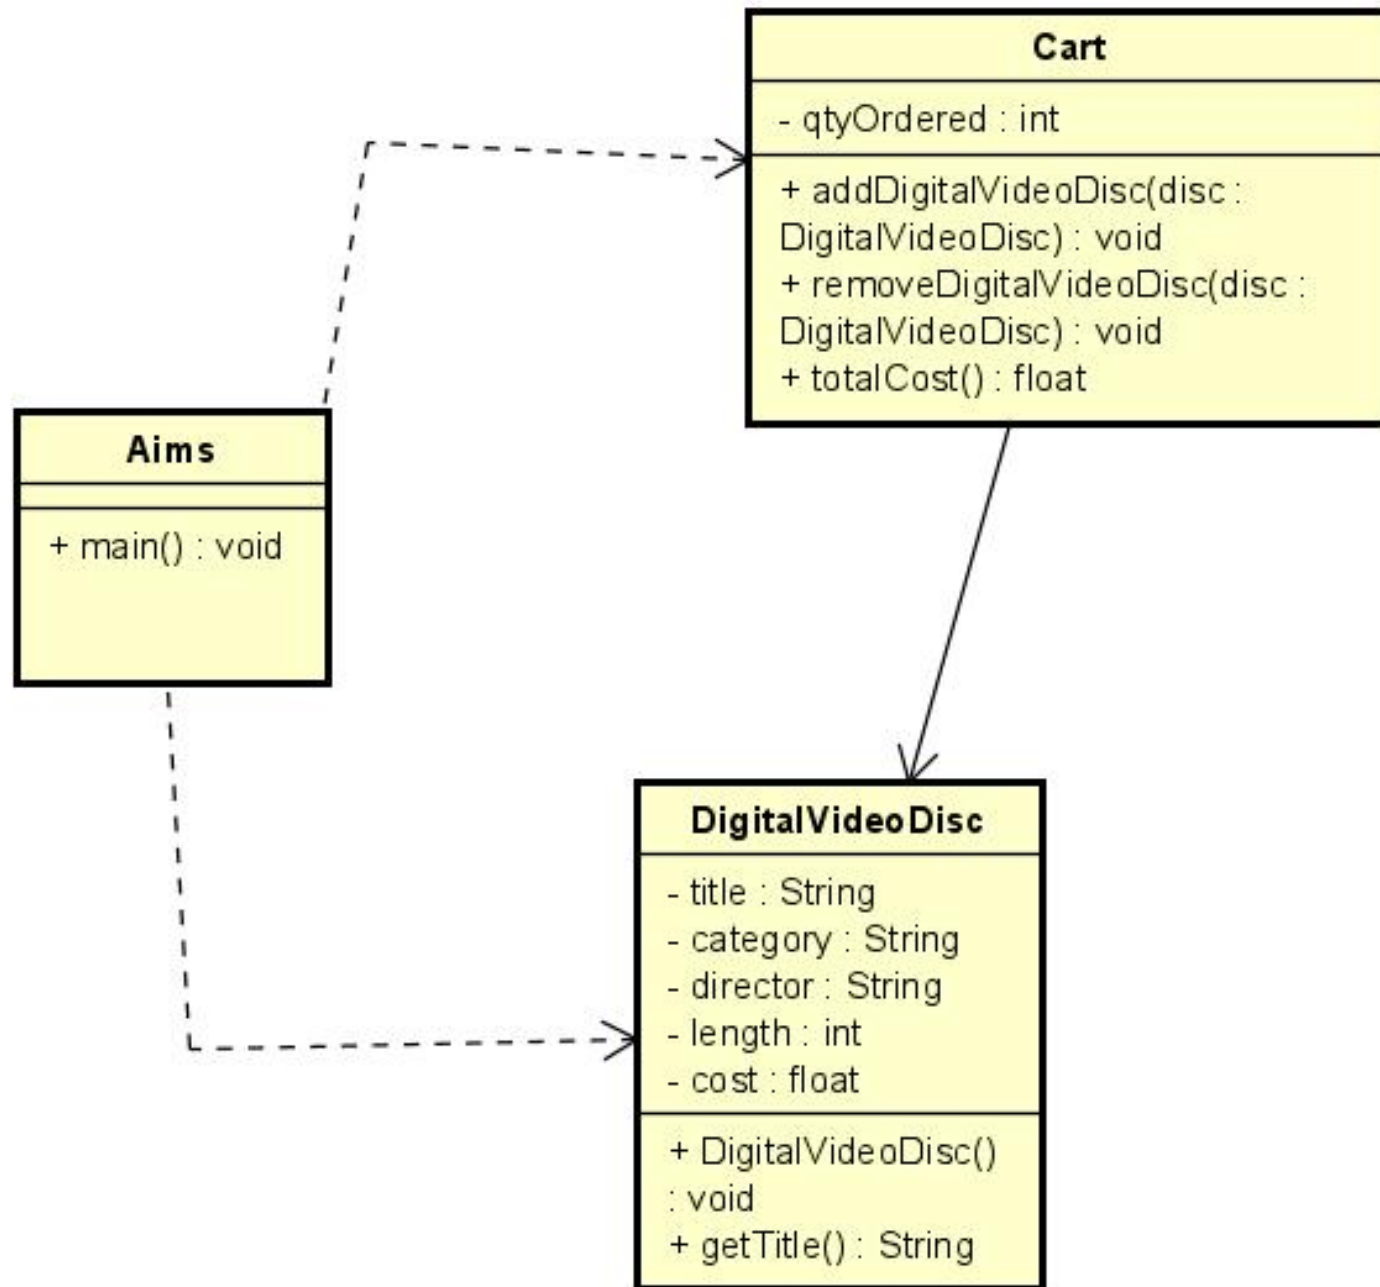 Cart
- qtyOrdered : int
+ addDigitalVideoDisc(disc :
DigitalVideoDisc) : void
+ removeDigitalVideoDisc(disc :
DigitalVideoDisc) : void
+ totalCost() : float
Aims
+ main() : void
DigitalVideoDisc
- title : String
- category : String
- director : String
- length : int
- cost : float
+ DigitalVideoDisc()
: void
+ getTitle() : String